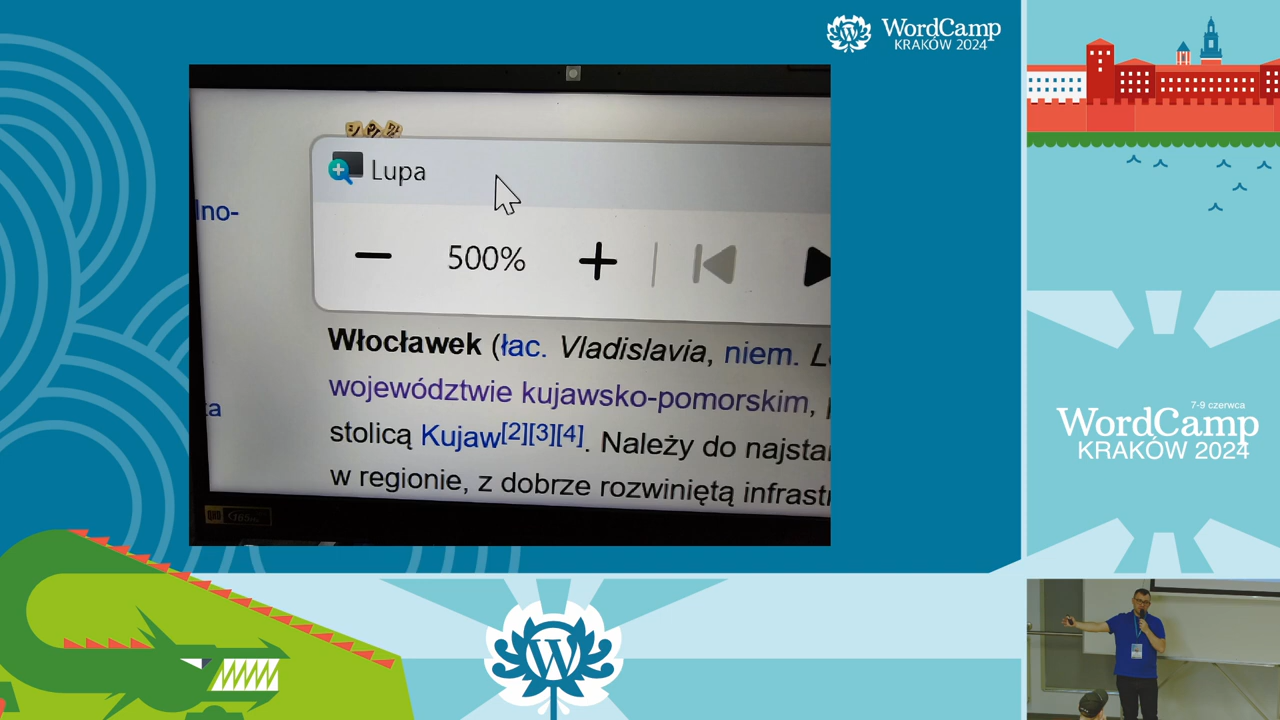 WordCamp
KRAKÓW 2024
Lupa
lno-
500%
Włocławek (łac. Vladislavia, niem.
województwie kujawsko-pomorskim,
stolicą Kujaw[2][3][4]. Należy do najsta
w regionie, z dobrze rozwiniętą infrast
7-9 czerwca
WordCamp
KRAKÓW 2024